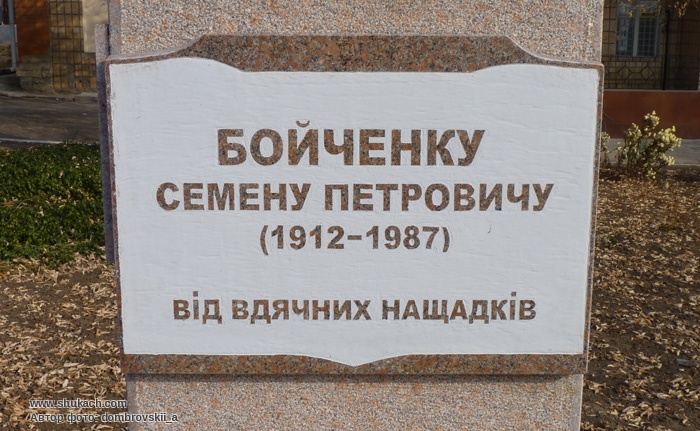 БОЙЧЕНКУ
СЕМЕНУ ПЕТРОВИЧУ
(1912–1987)
ВІД ВДЯЧНИХ НАЩАДКІВ
www.shukach.com
Автор фото: dombrovskii_a